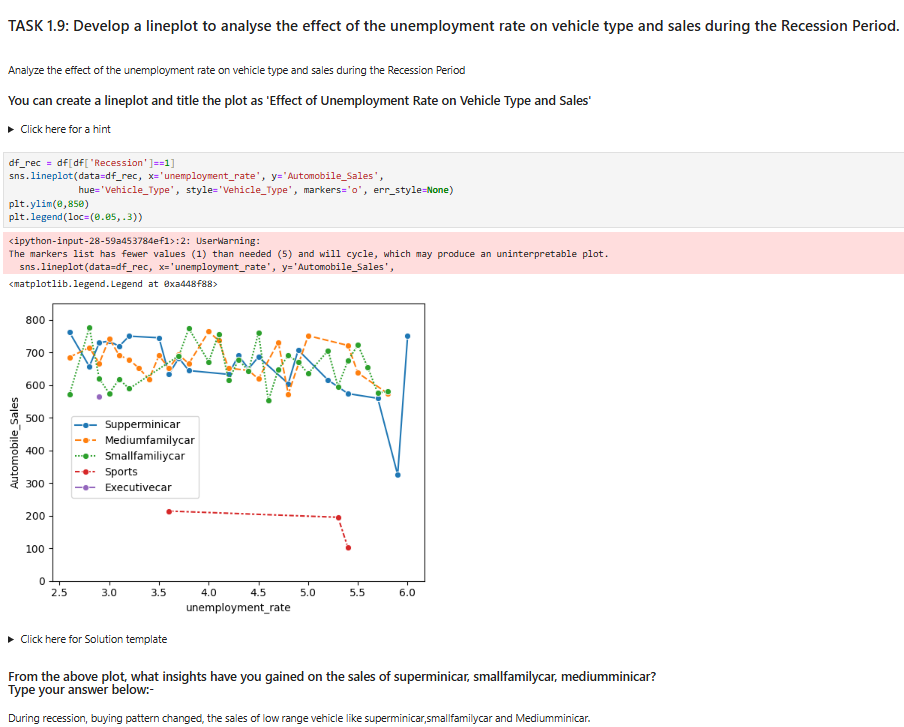 TASK 1.9: Develop a lineplot to analyse the effect of the unemployment rate on vehicle type and sales during the Recession Period.
Analyze the effect of the unemployment rate on vehicle type and sales during the Recession Period
You can create a lineplot and title the plot as 'Effect of Unemployment Rate on Vehicle Type and Sales'
▶ Click here for a hint
df_rec = df[df['Recession']==1]
sns.lineplot(data=df_rec, x='unemployment_rate', y='Automobile_Sales',
hue='Vehicle_Type', style='Vehicle_Type', markers='o', err_style=None)
plt.ylim(0,850)
plt.legend(loc=(0.05,.3))
<ipython-input-28-59a453784ef1>:2: UserWarning:
The markers list has fewer values (1) than needed (5) and will cycle, which may produce an uninterpretable plot.
sns.lineplot(data=df_rec, x='unemployment_rate', y='Automobile_Sales',
<matplotlib.legend.Legend at 0xa448f88>
800
700
600
500
400
300
200
100
0
Automobile_Sales
Supperminicar
Mediumfamilycar
Smallfamiliycar
Sports
Executivecar
2.5 3.0 3.5 4.0 4.5 5.0 5.5 6.0
unemployment_rate
▶ Click here for Solution template
From the above plot, what insights have you gained on the sales of superminicar, smallfamilycar, mediumminicar?
Type your answer below:-
During recession, buying pattern changed, the sales of low range vehicle like superminicar,smallfamilycar and Mediumminicar.